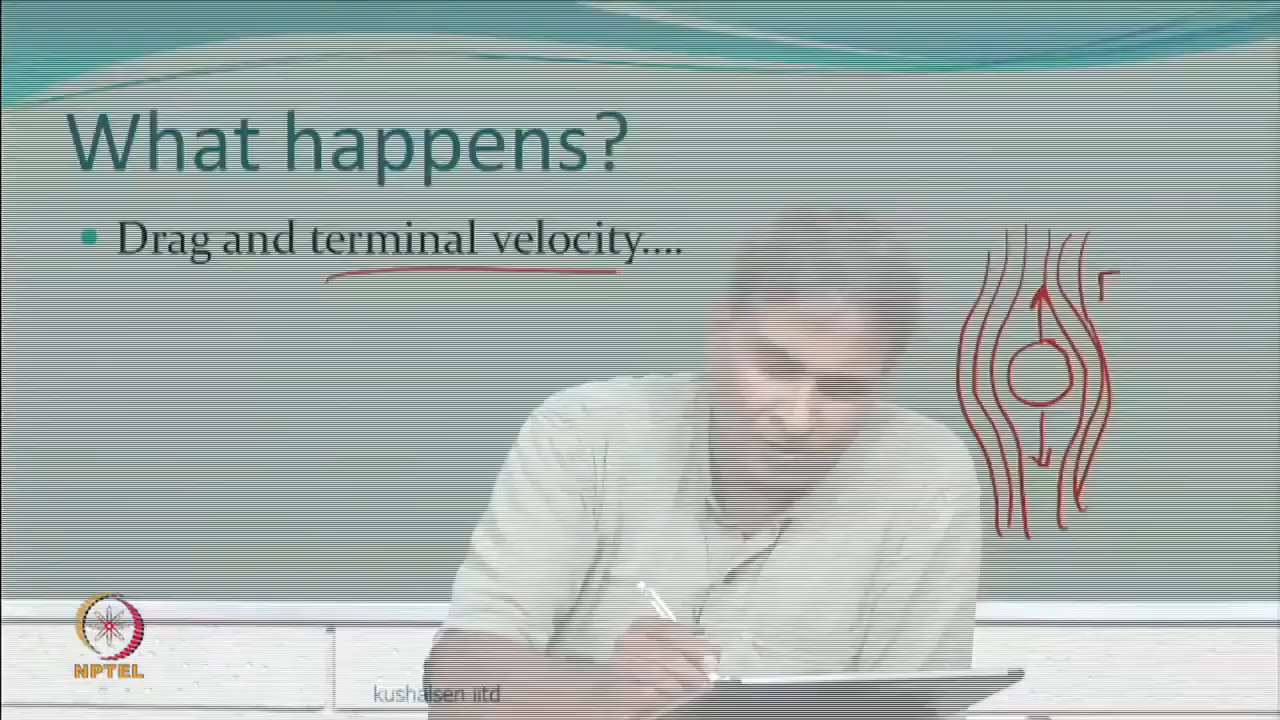 What happens?
Drag and terminal velocity....
NPTEL
kushalsen iitd